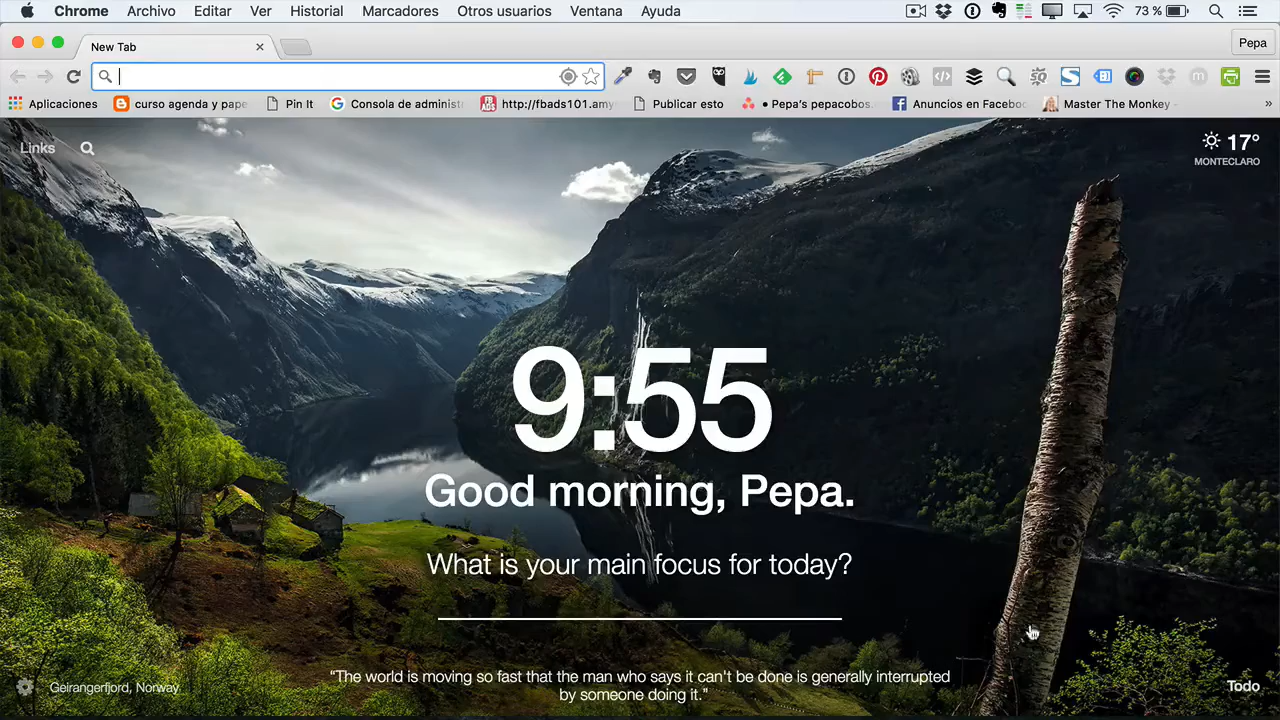 Chrome Archivo Editar Ver Historial Marcadores Otros usuarios Ventana Ayuda 73 %
New Tab
Pepa
Aplicaciones curso agenda y pape Pin It Consola de administ http://fbads101.amy Publicar eso • Pepa's pepacobos. Anuncios en Facebo Master The Monkey - »
Links
17°
MONTECLARO
9:55
Good morning, Pepa.
What is your main focus for today?
“The world is moving so fast that the man who says it can't be done is generally interrupted
by someone doing it.”
Geirangerfjord, Norway
Todo